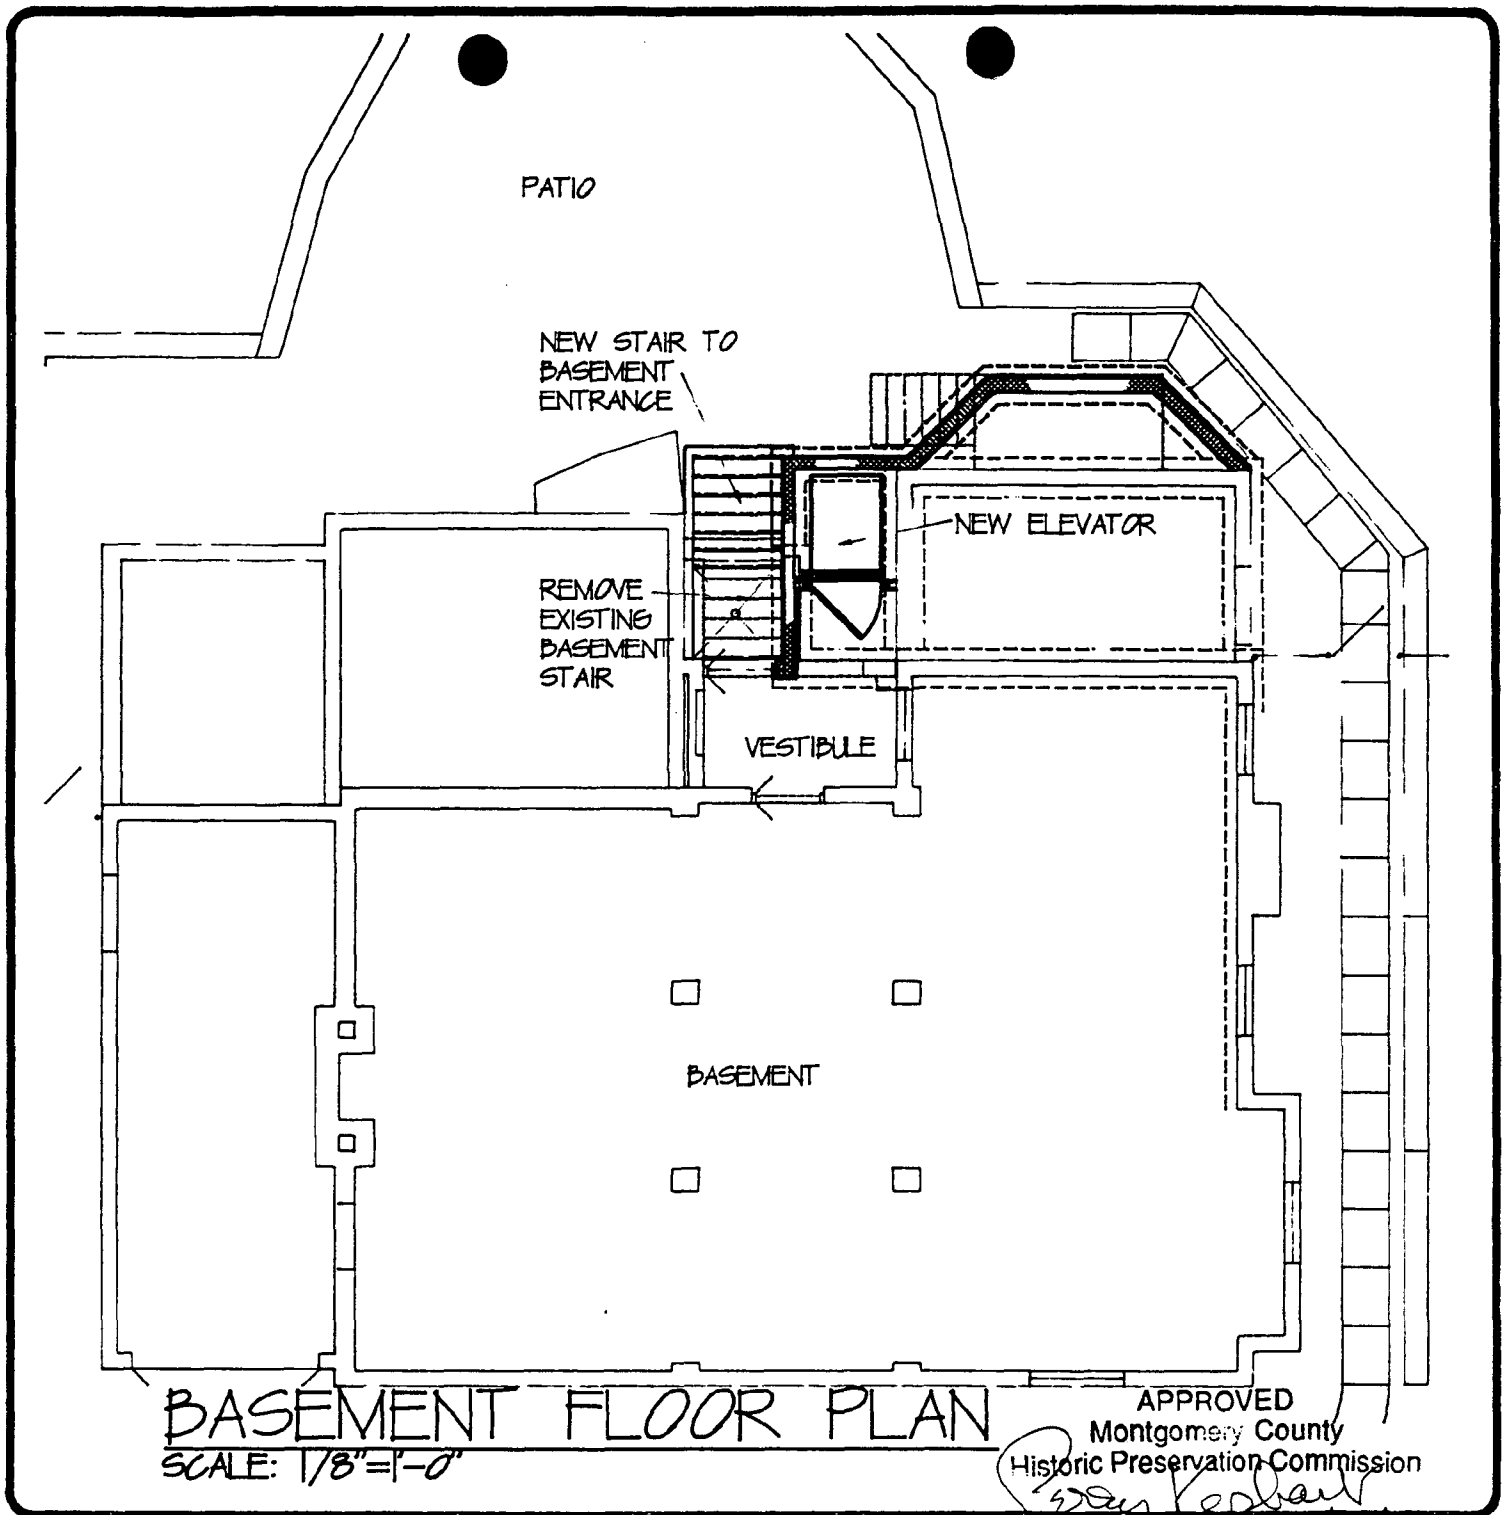 PATIO
NEW STAIR TO
BASEMENT
ENTRANCE
NEW ELEVATOR
REMOVE
EXISTING
BASEMENT
STAIR
VESTIBULE
BASEMENT
BASEMENT FLOOR PLAN
SCALE: 1/8"=1'-0"
APPROVED
Montgomery County
Historic Preservation Commission